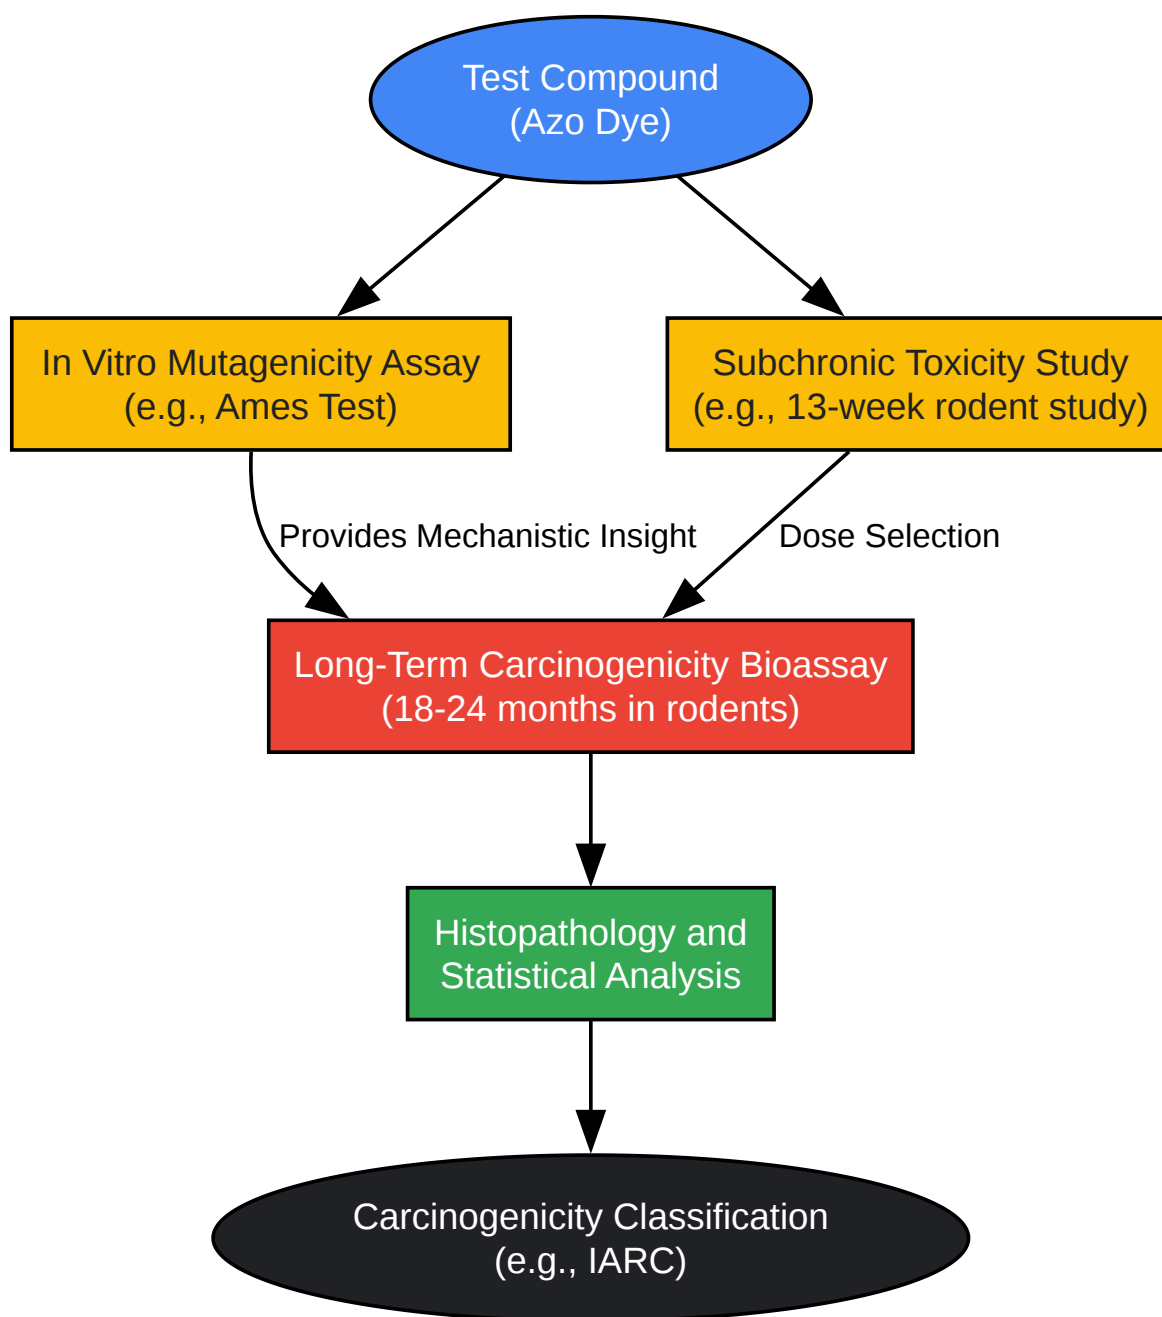 Test Compound
(Azo Dye)
In Vitro Mutagenicity Assay
(e.g., Ames Test)
Subchronic Toxicity Study
(e.g., 13-week rodent study)
Provides Mechanistic Insight
Dose Selection
Long-Term Carcinogenicity Bioassay
(18-24 months in rodents)
Histopathology and
Statistical Analysis
Carcinogenicity Classification
(e.g., IARC)